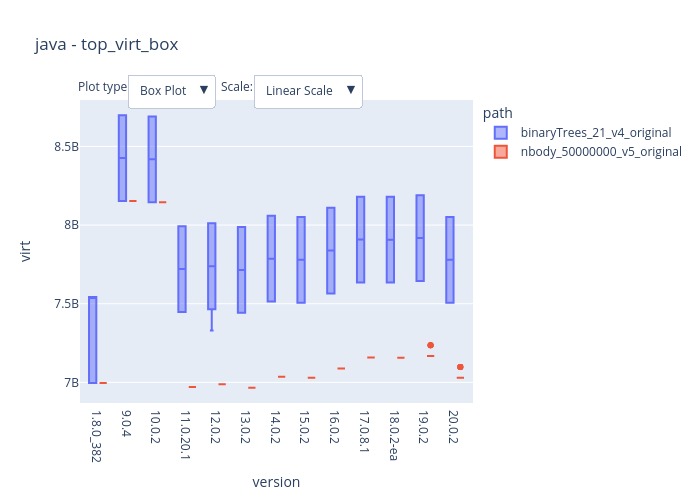 java - top_virt_box
Plot type
Box Plot ▼
Scale:
Linear Scale ▼
path
binaryTrees_21_v4_original
nbody_50000000_v5_original
8.5B
8B
7.5B
7B
virt
1.8.0_382
9.0.4
10.0.2
11.0.20.1
12.0.2
13.0.2
14.0.2
15.0.2
16.0.2
17.0.8.1
18.0.2-ea
19.0.2
20.0.2
version